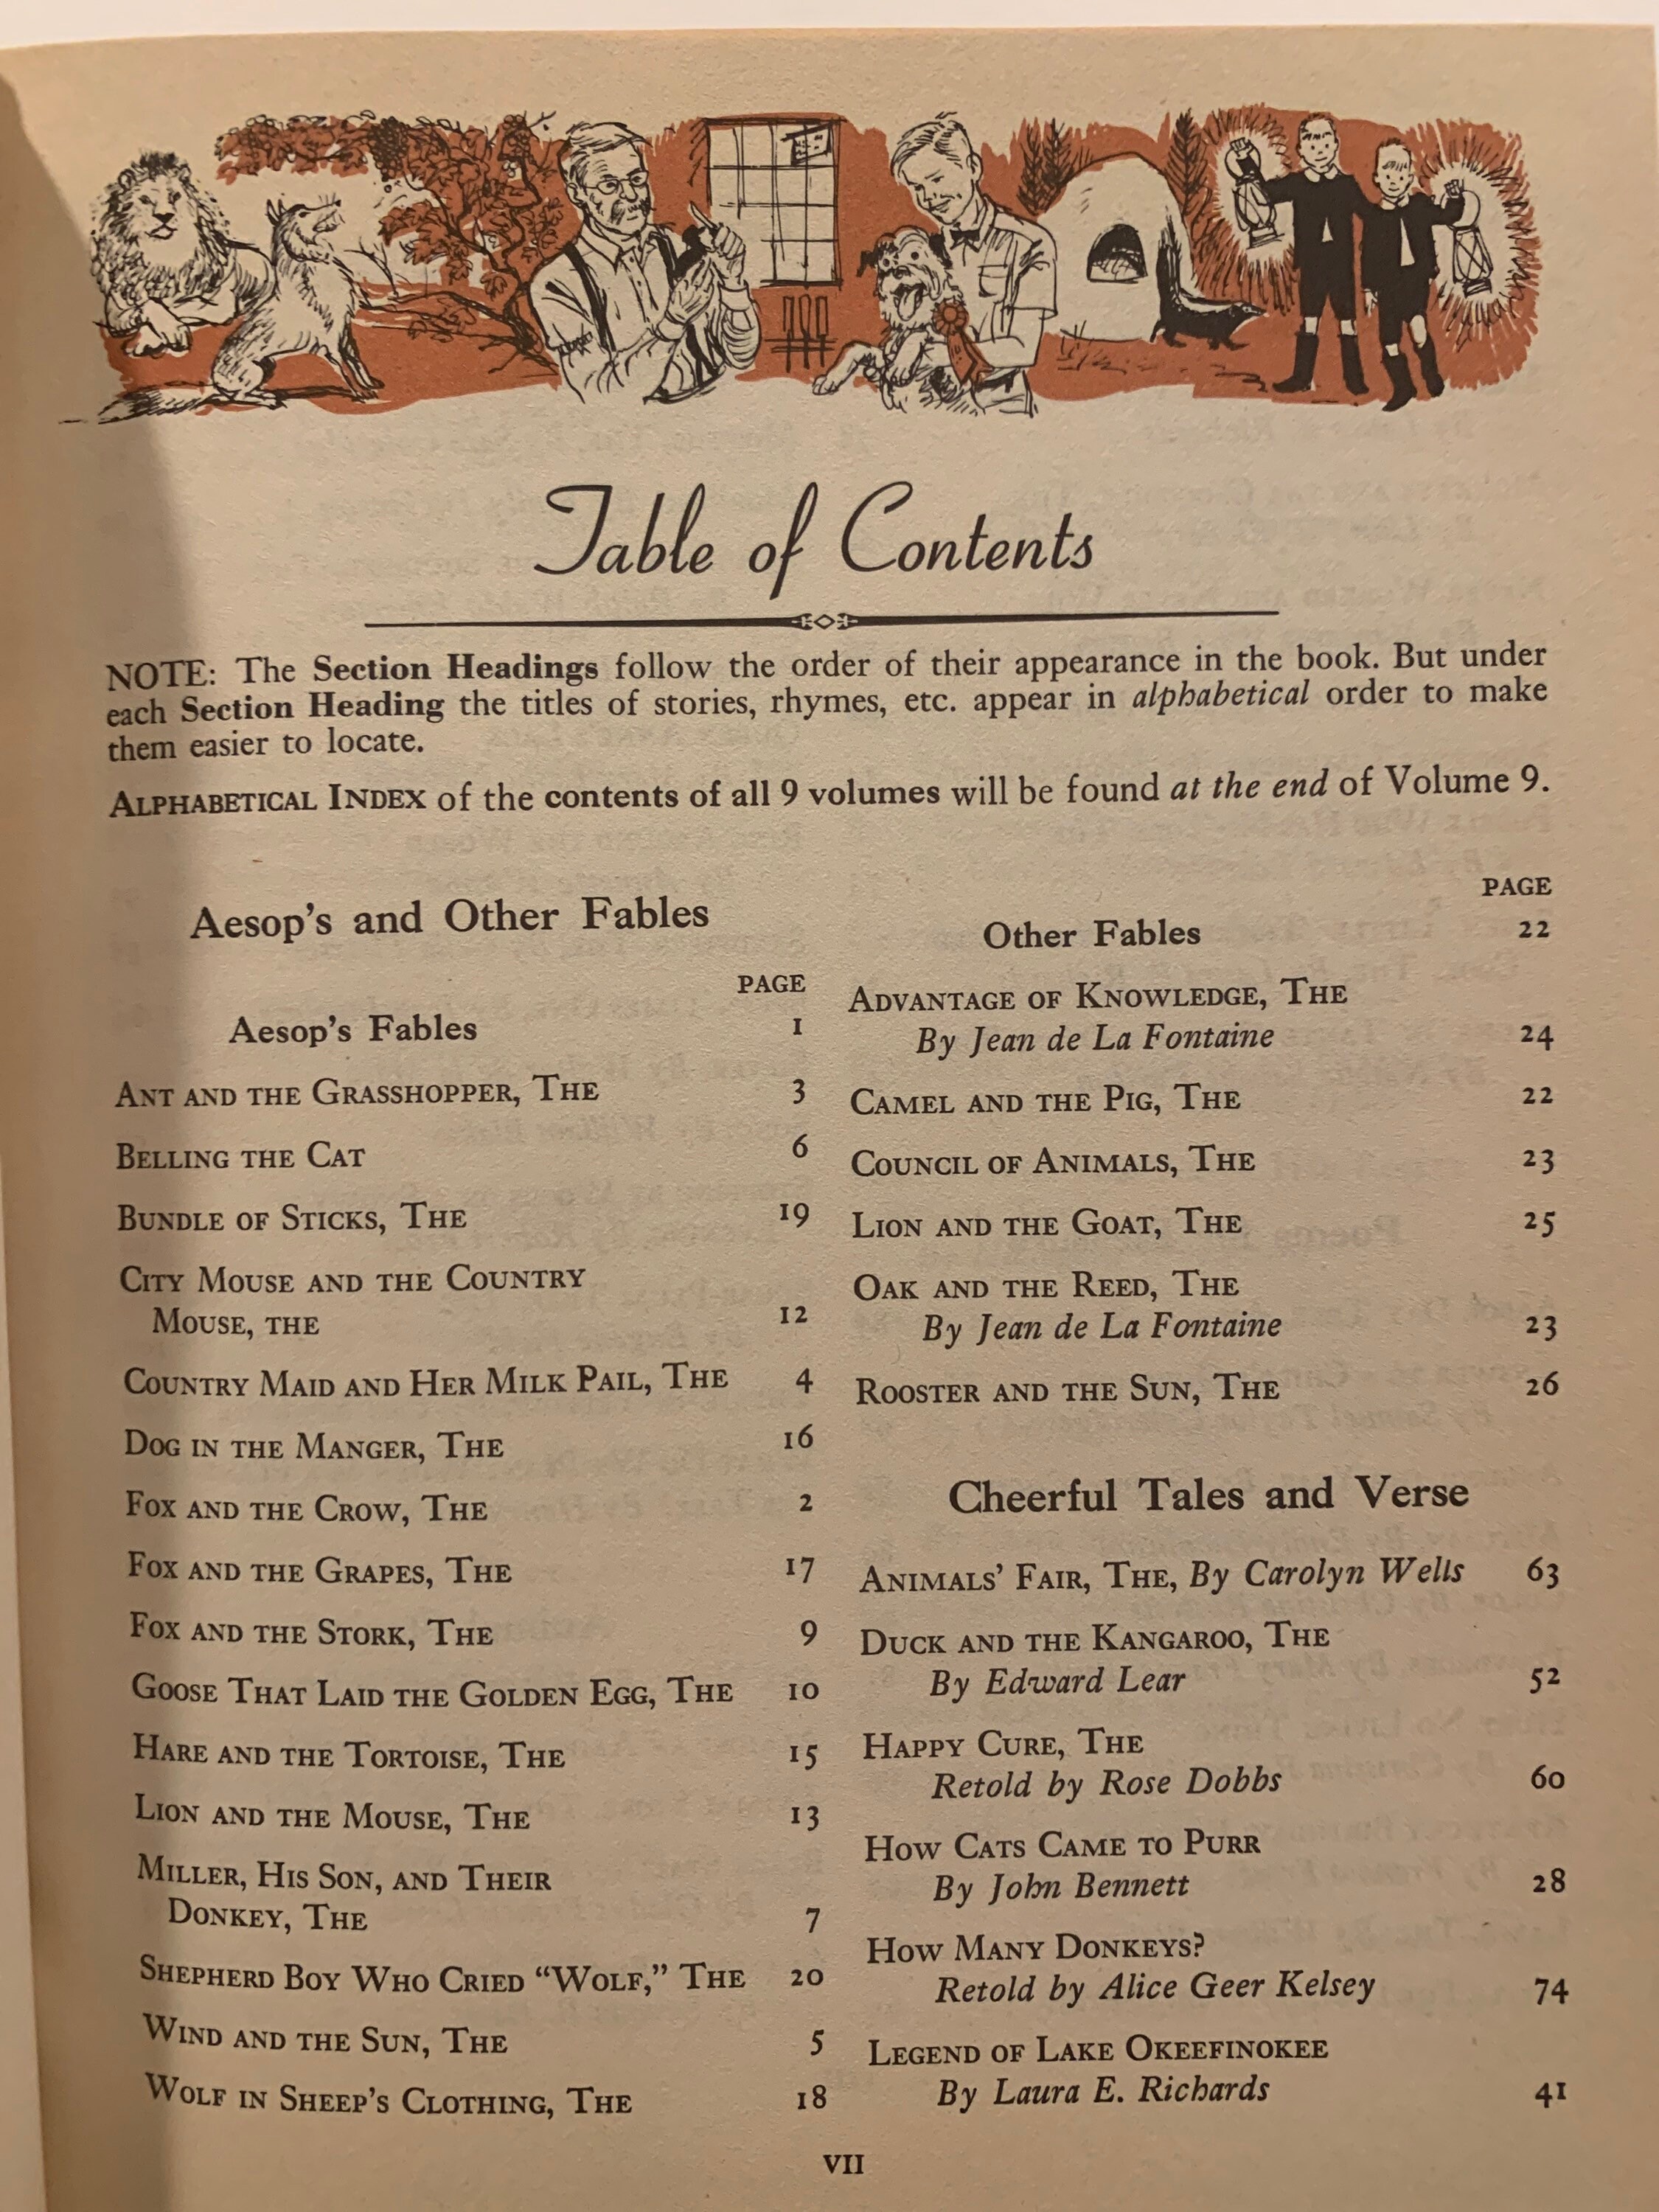 Table of Contents
NOTE: The Section Headings follow the order of their appearance in the book. But under
each Section Heading the titles of stories, rhymes, etc. appear in alphabetical order to make
them easier to locate.
ALPHABETICAL INDEX of the contents of all 9 volumes will be found at the end of Volume 9.
Aesop's and Other Fables
PAGE
Aesop's Fables 1
ANT AND THE GRASSHOPPER, THE 3
BELLING THE CAT 6
BUNDLE OF STICKS, THE 19
CITY MOUSE AND THE COUNTRY
MOUSE, THE 12
COUNTRY MAID AND HER MILK PAIL, THE 4
DOG IN THE MANGER, THE 16
FOX AND THE CROW, THE 2
FOX AND THE GRAPES, THE 17
FOX AND THE STORK, THE 9
GOOSE THAT LAID THE GOLDEN EGG, THE 10
HARE AND THE TORTOISE, THE 15
LION AND THE MOUSE, THE 13
MILLER, HIS SON, AND THEIR
DONKEY, THE 7
SHEPHERD BOY WHO CRIED "WOLF," THE 20
WIND AND THE SUN, THE 5
WOLF IN SHEEP'S CLOTHING, THE 18
PAGE
Other Fables 22
ADVANTAGE OF KNOWLEDGE, THE
By Jean de La Fontaine 24
CAMEL AND THE PIG, THE 22
COUNCIL OF ANIMALS, THE 23
LION AND THE GOAT, THE 25
OAK AND THE REED, THE
By Jean de La Fontaine 23
ROOSTER AND THE SUN, THE 26
Cheerful Tales and Verse
ANIMALS' FAIR, THE, By Carolyn Wells 63
DUCK AND THE KANGAROO, THE
By Edward Lear 52
HAPPY CURE, THE
Retold by Rose Dobbs 60
HOW CATS CAME TO PURR
By John Bennett 28
HOW MANY DONKEYS?
Retold by Alice Geer Kelsey 74
LEGEND OF LAKE OKEEFINOKEE
By Laura E. Richards 41
VII